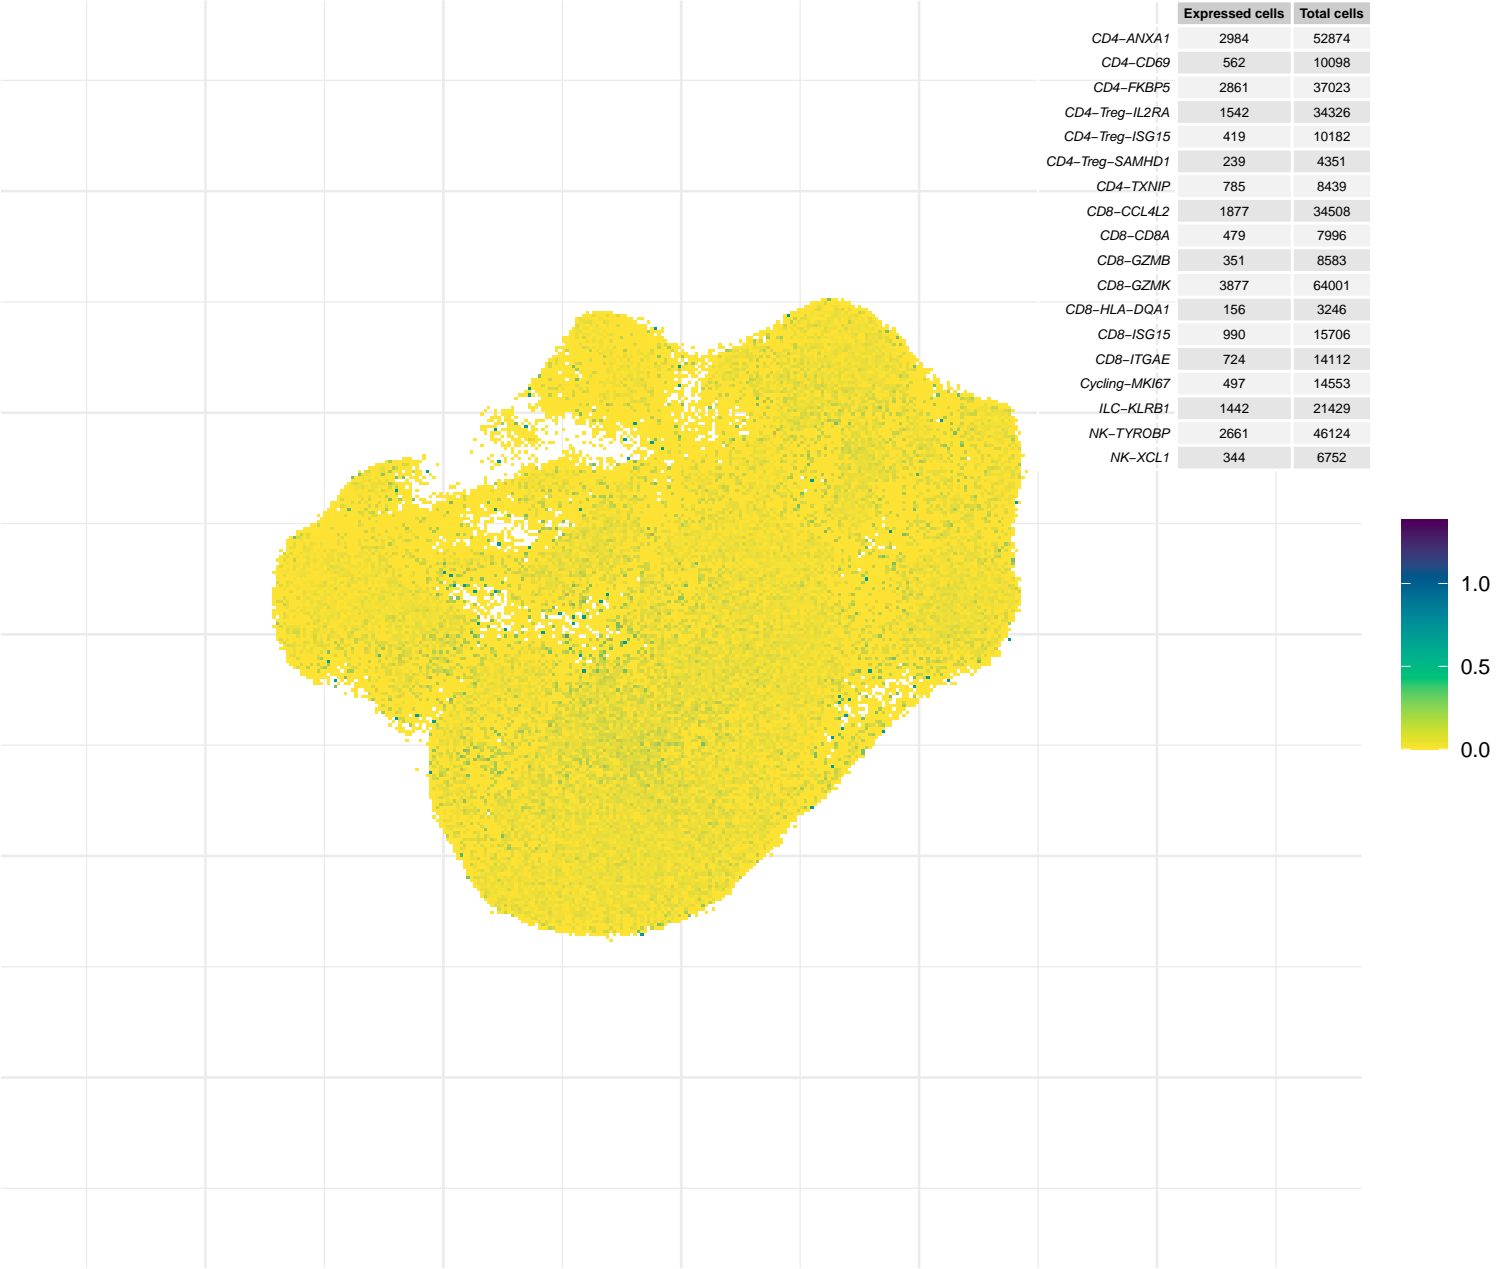 Expressed cells Total cells
CD4−ANXA1 2984 52874
CD4−CD69 562 10098
CD4−FKBP5 2861 37023
CD4−Treg−IL2RA 1542 34326
CD4−Treg−ISG15 419 10182
CD4−Treg−SAMHD1 239 4351
CD4−TXNIP 785 8439
CD8−CCL4L2 1877 34508
CD8−CD8A 479 7996
CD8−GZMB 351 8583
CD8−GZMK 3877 64001
CD8−HLA−DQA1 156 3246
CD8−ISG15 990 15706
CD8−ITGAE 724 14112
Cycling−MKI67 497 14553
ILC−KLRB1 1442 21429
NK−TYROBP 2661 46124
NK−XCL1 344 6752
1.0
0.5
0.0